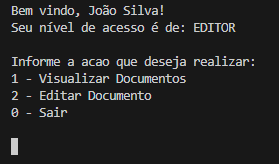 Bem vindo, João Silva!
Seu nível de acesso é de: EDITOR
Informe a acao que deseja realizar:
1 - Visualizar Documentos
2 - Editar Documento
0 - Sair